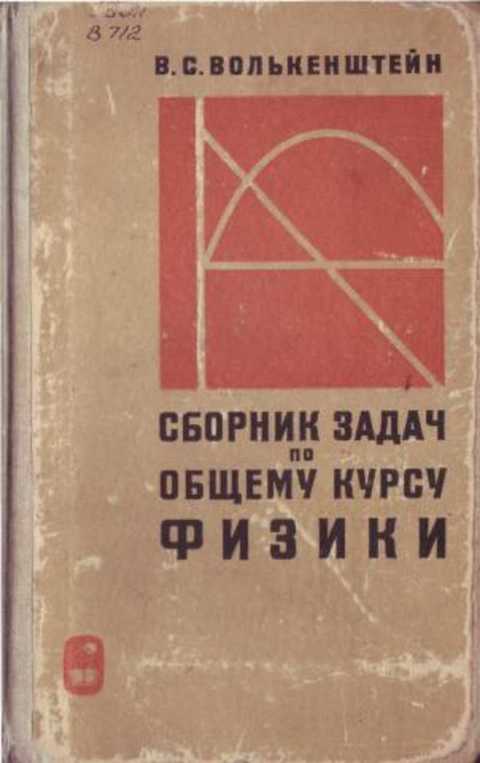 В 712
В. С. ВОЛЬКЕНШТЕЙН
СБОРНИК ЗАДАЧ
ПО
ОБЩЕМУ КУРСУ
ФИЗИКИ